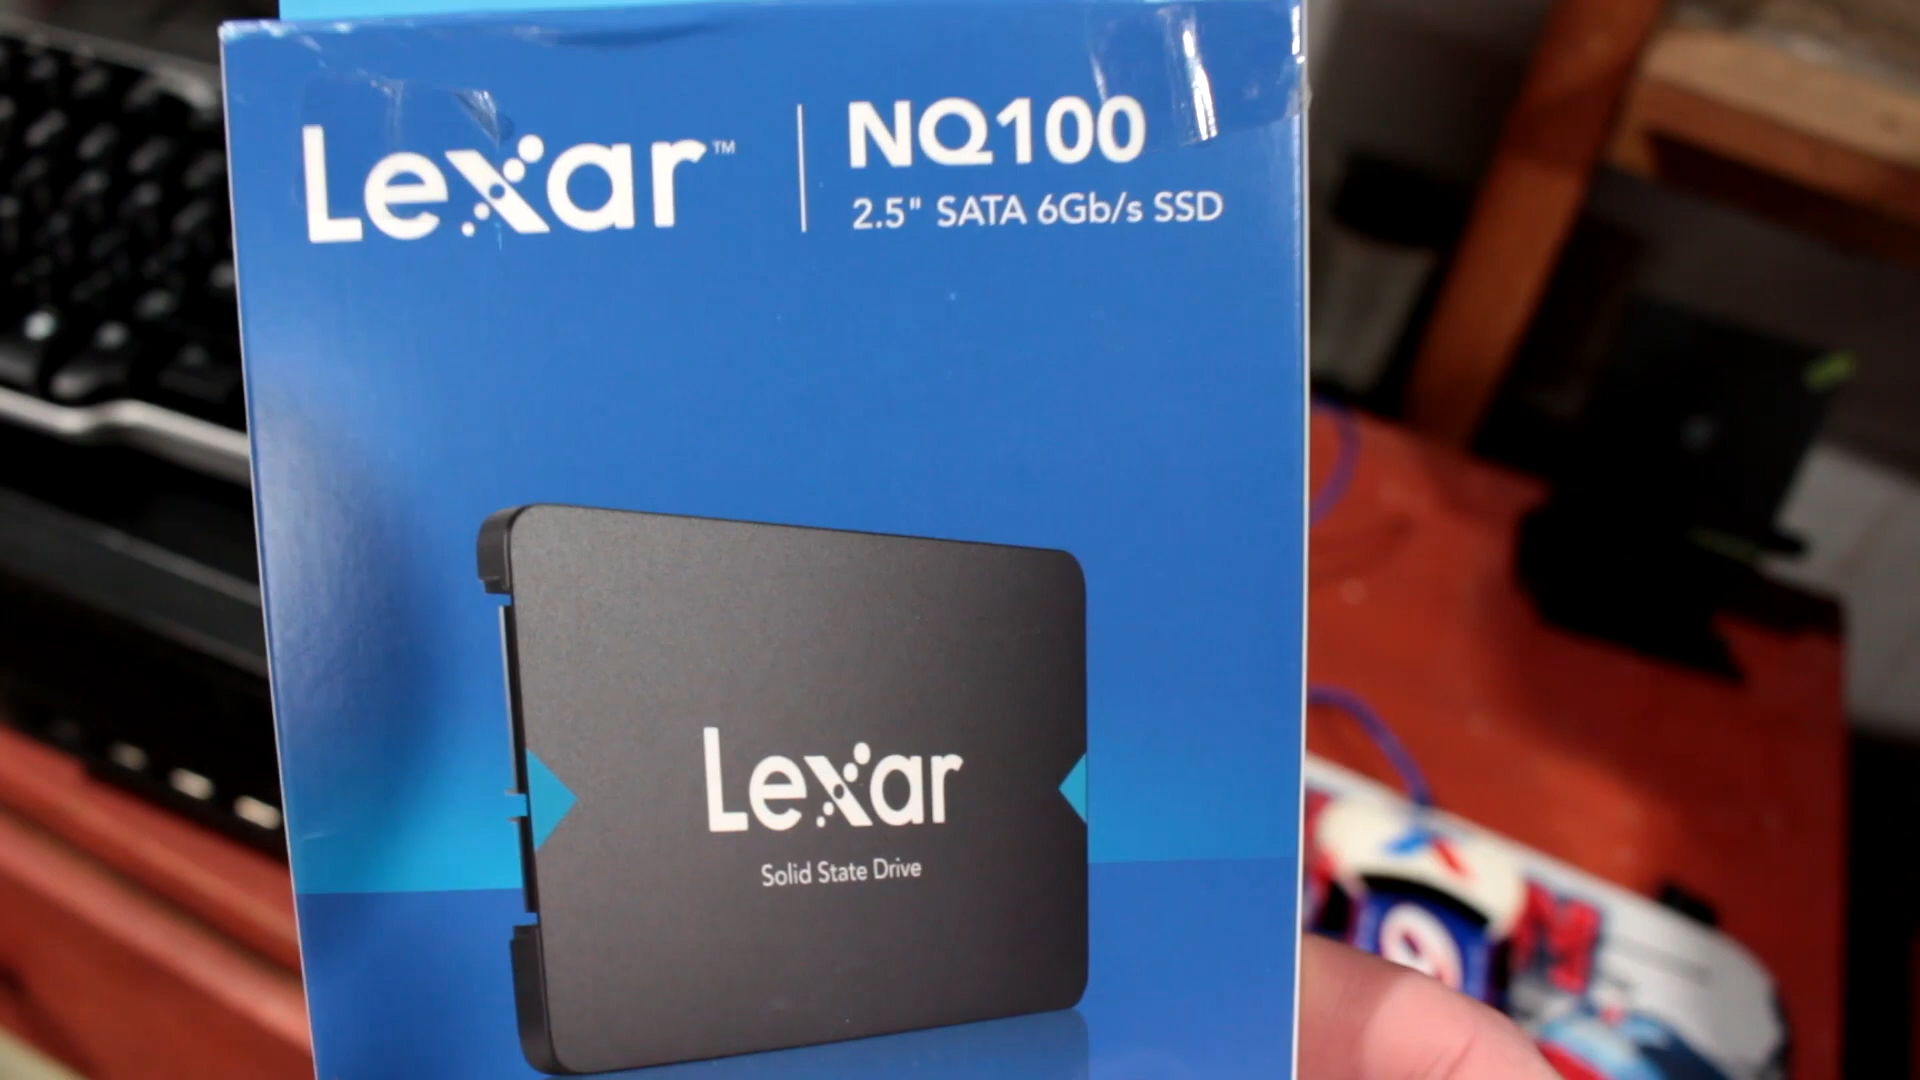 Lexar™
NQ100
2.5" SATA 6Gb/s SSD
Lexar
Solid State Drive